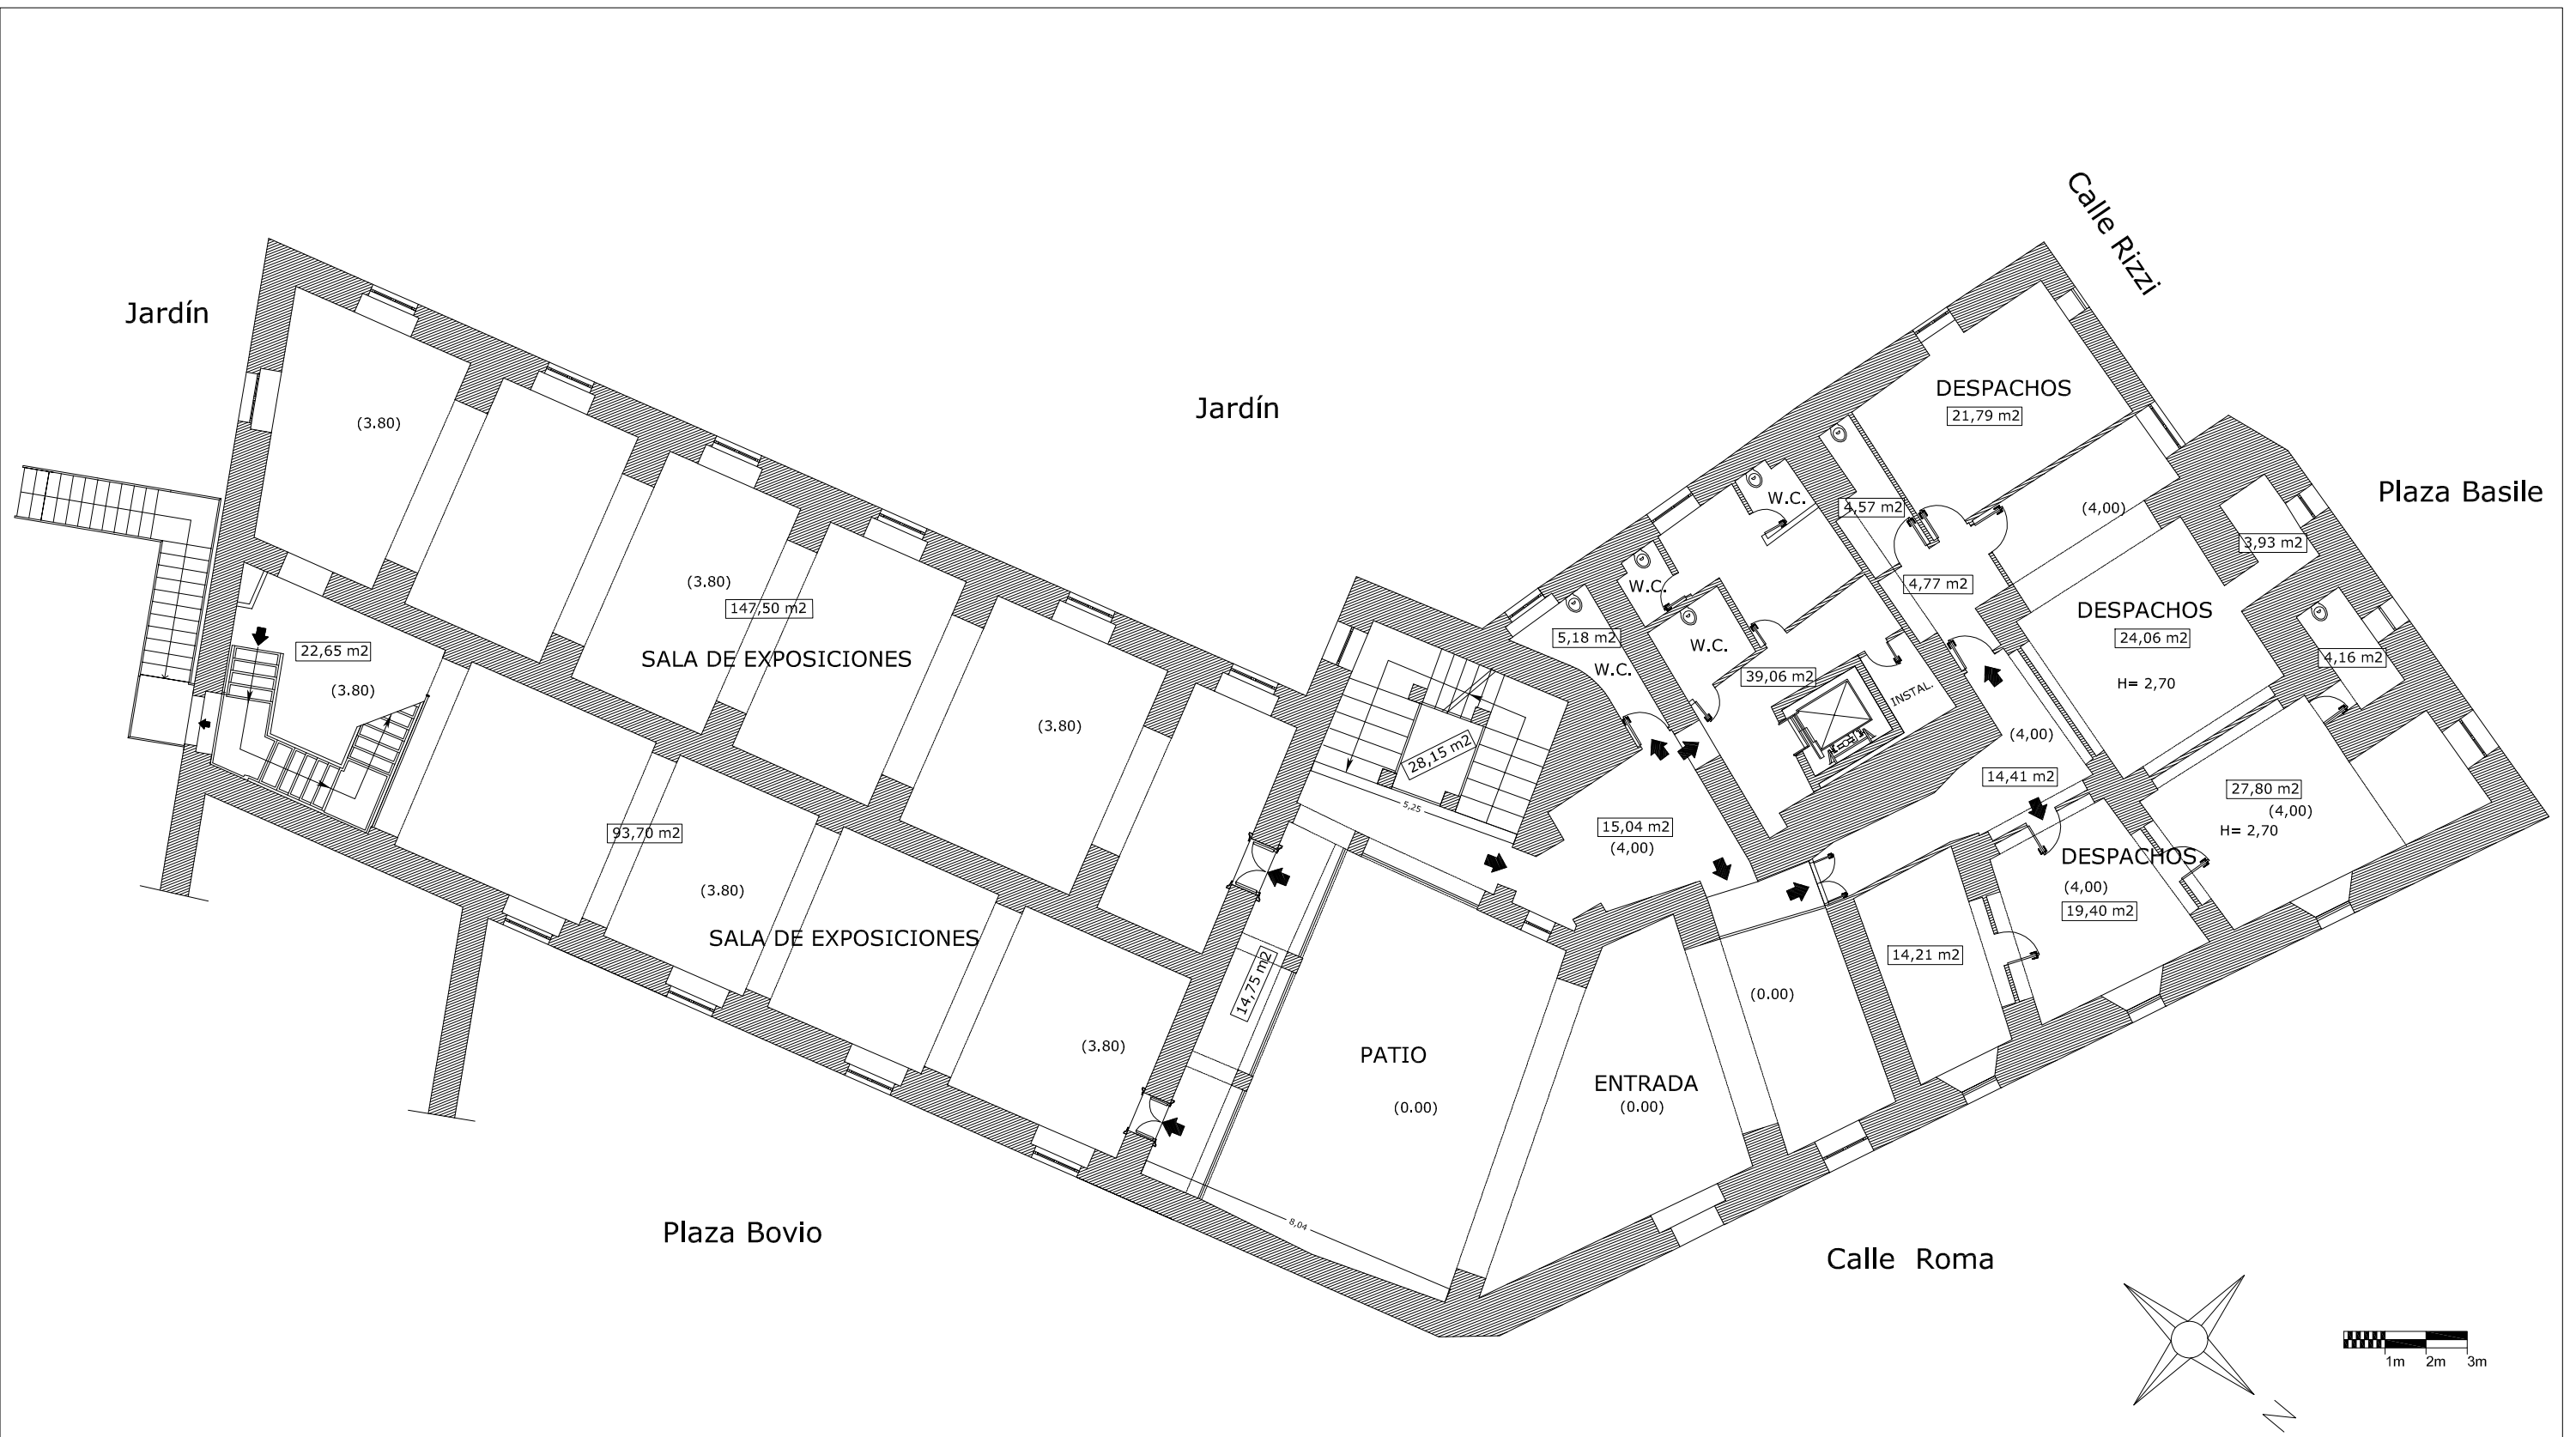 Calle Rizzi
Jardín
Jardín
DESPACHOS
21,79 m2
(3.80)
Plaza Basile
W.C.
4,57 m2
(4,00)
3,93 m2
(3.80)
147,50 m2
W.C.
4,77 m2
DESPACHOS
24,06 m2
5,18 m2
W.C.
W.C.
4,16 m2
22,65 m2
(3.80)
SALA DE EXPOSICIONES
39,06 m2
INSTAL.
H= 2,70
(3.80)
28,15 m2
(4,00)
14,41 m2
27,80 m2
(4,00)
H= 2,70
5,25
15,04 m2
(4,00)
93,70 m2
DESPACHOS
(4,00)
19,40 m2
(3.80)
SALA DE EXPOSICIONES
14,21 m2
14,75 m2
(0.00)
(3.80)
PATIO
(0.00)
ENTRADA
(0.00)
8,04
Plaza Bovio
Calle Roma
N
1m 2m 3m